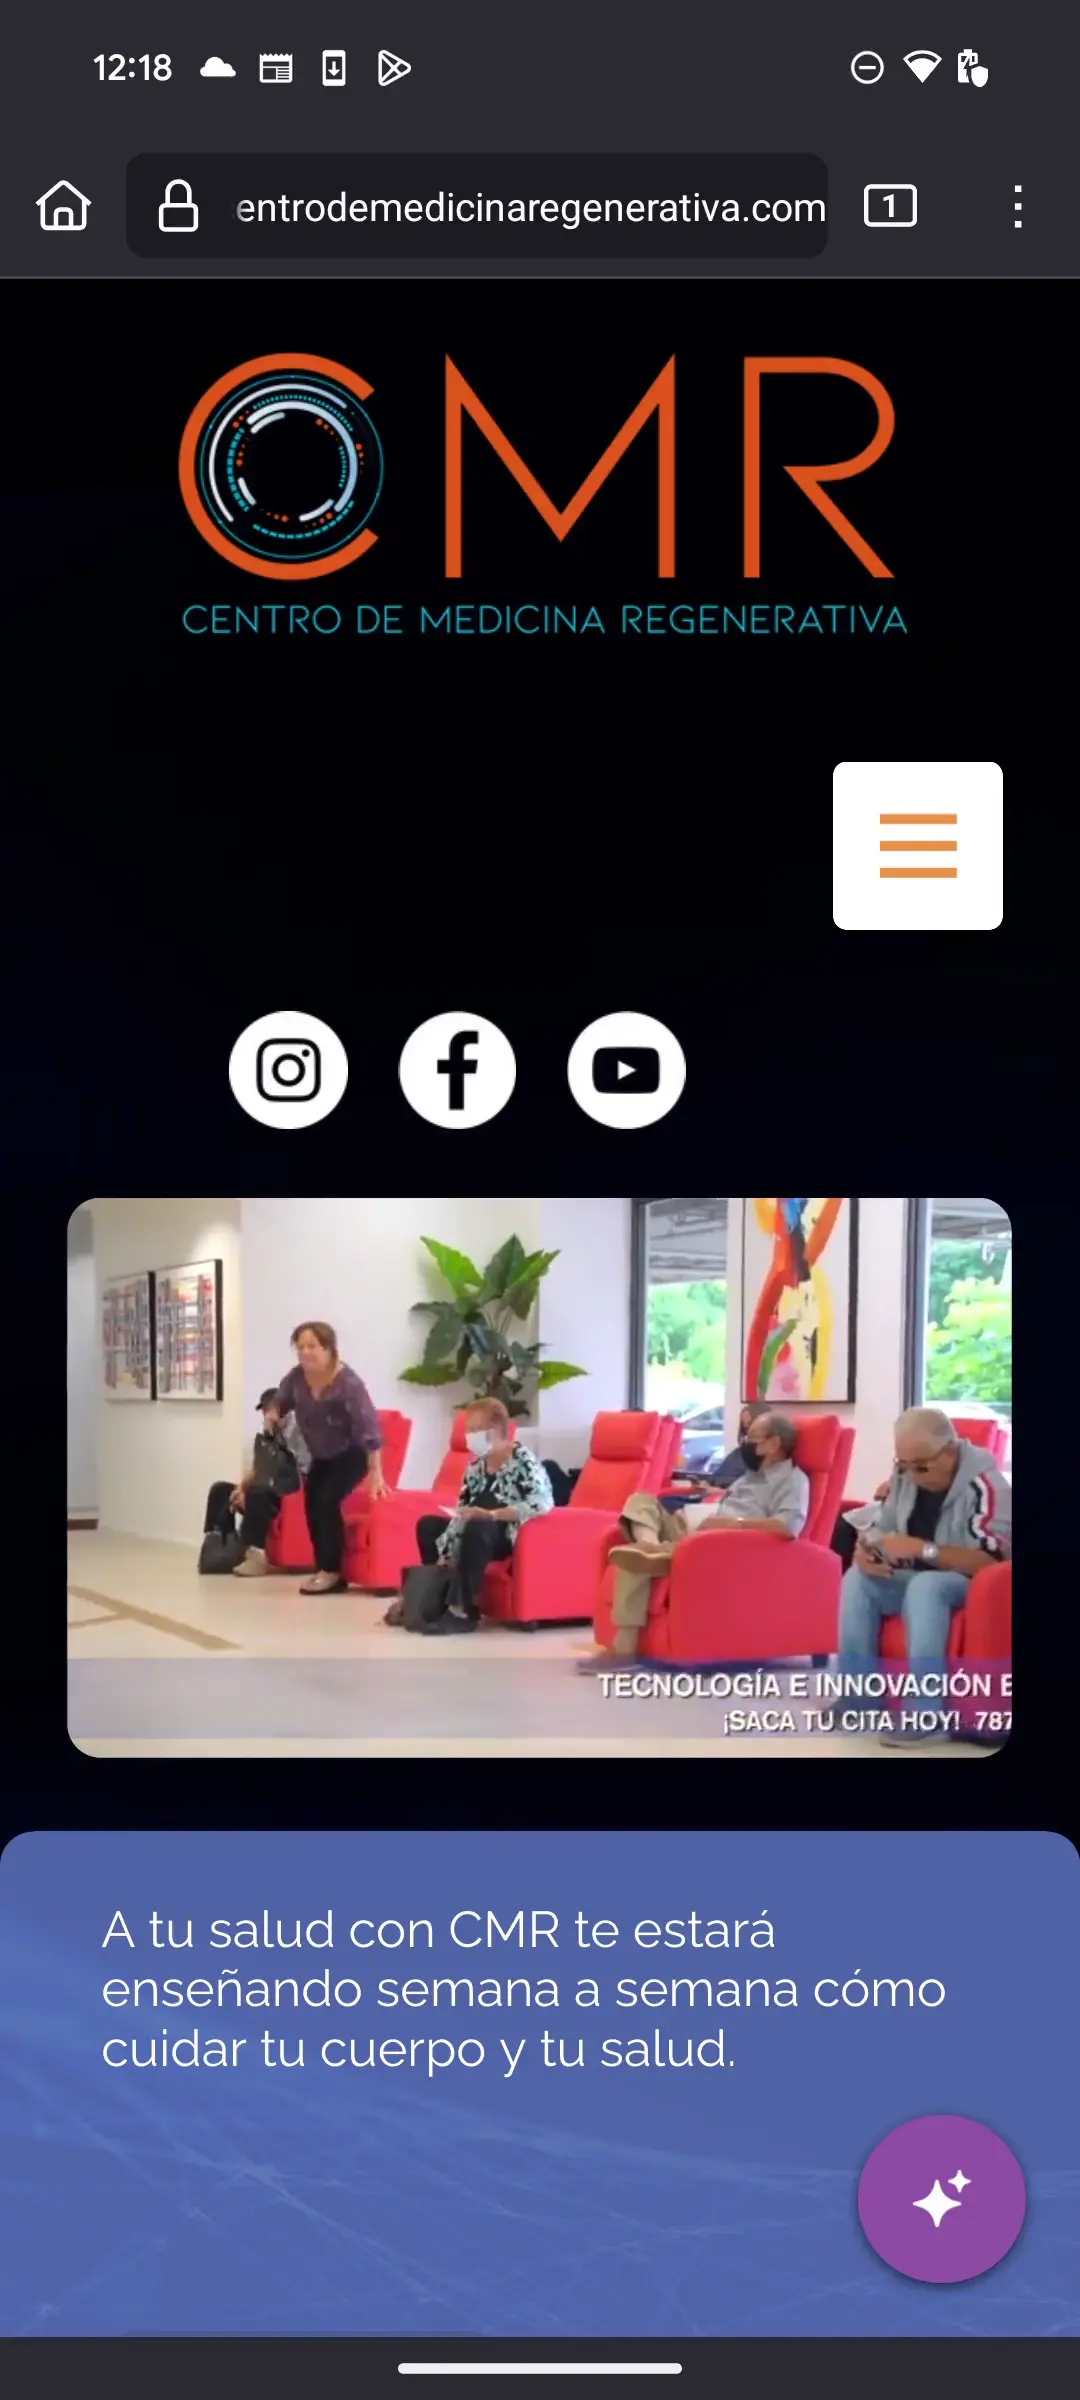 12:18
entrodemedicinaregenerativa.com
1
CMR
CENTRO DE MEDICINA REGENERATIVA
TECNOLOGÍA E INNOVACIÓN E
¡SACA TU CITA HOY! 787
A tu salud con CMR te estará
enseñando semana a semana cómo
cuidar tu cuerpo y tu salud.